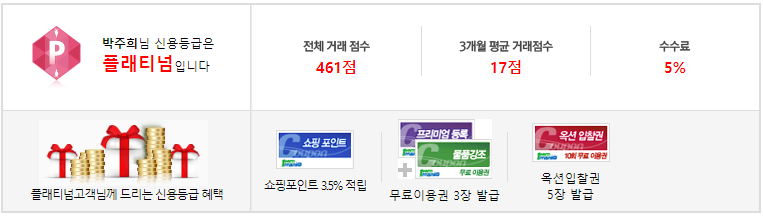 P
박주희님 신용등급은
플래티넘입니다
전체 거래 점수
461점
3개월 평균 거래점수
17점
수수료
5%
플래티넘고객님께 드리는 신용등급 혜택
쇼핑 포인트
쇼핑포인트 3.5% 적립
프리미엄 등록
물품강조
무료 이용권
무료이용권 3장 발급
옥션 입찰권
10회 무료 이용권
옥션입찰권
5장 발급